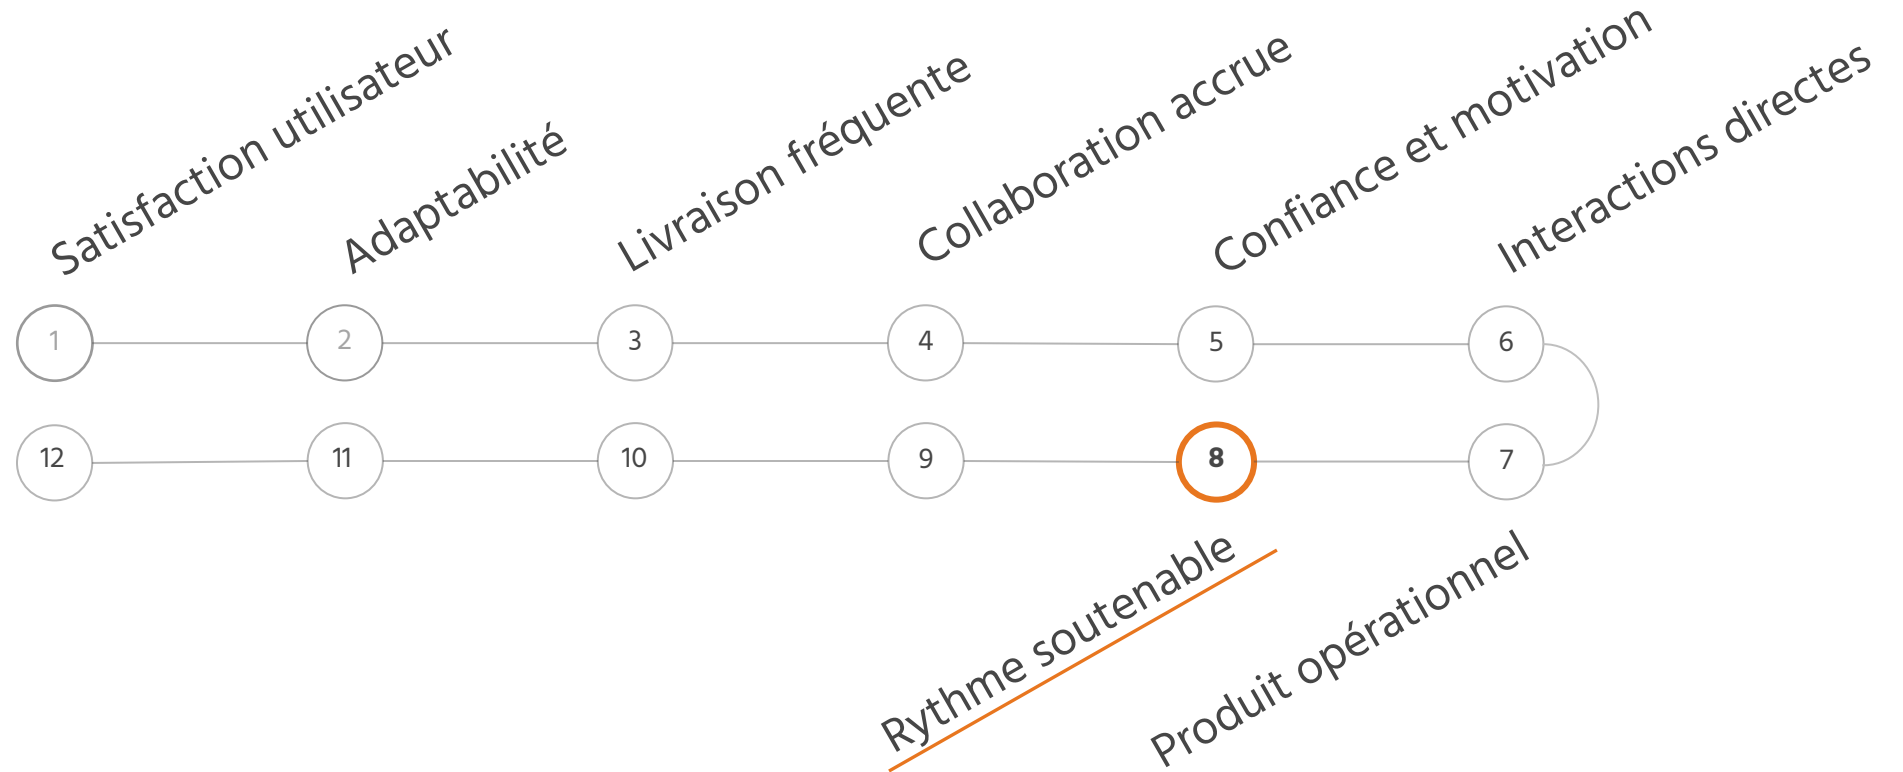 Satisfaction utilisateur
Adaptabilité
Livraison fréquente
Collaboration accrue
Confiance et motivation
Interactions directes
1
2
3
4
5
6
12
11
10
9
8
7
Rythme soutenable
Produit opérationnel